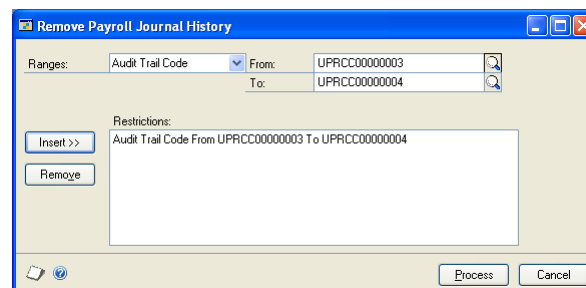 Remove Payroll Journal History
Ranges: Audit Trail Code From: UPRCC00000003
To: UPRCC00000004
Restrictions:
Insert >> Audit Trail Code From UPRCC00000003 To UPRCC00000004
Remove
Process Cancel